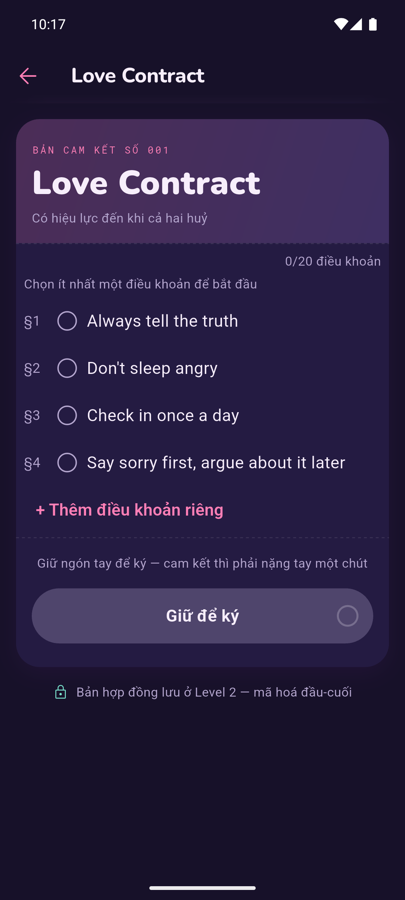 10:17
Love Contract
BẢN CAM KẾT SỐ 001
Love Contract
Có hiệu lực đến khi cả hai huỷ
0/20 điều khoản
Chọn ít nhất một điều khoản để bắt đầu
§1 Always tell the truth
§2 Don't sleep angry
§3 Check in once a day
§4 Say sorry first, argue about it later
+ Thêm điều khoản riêng
Giữ ngón tay để ký — cam kết thì phải nặng tay một chút
Giữ để ký
Bản hợp đồng lưu ở Level 2 — mã hoá đầu-cuối